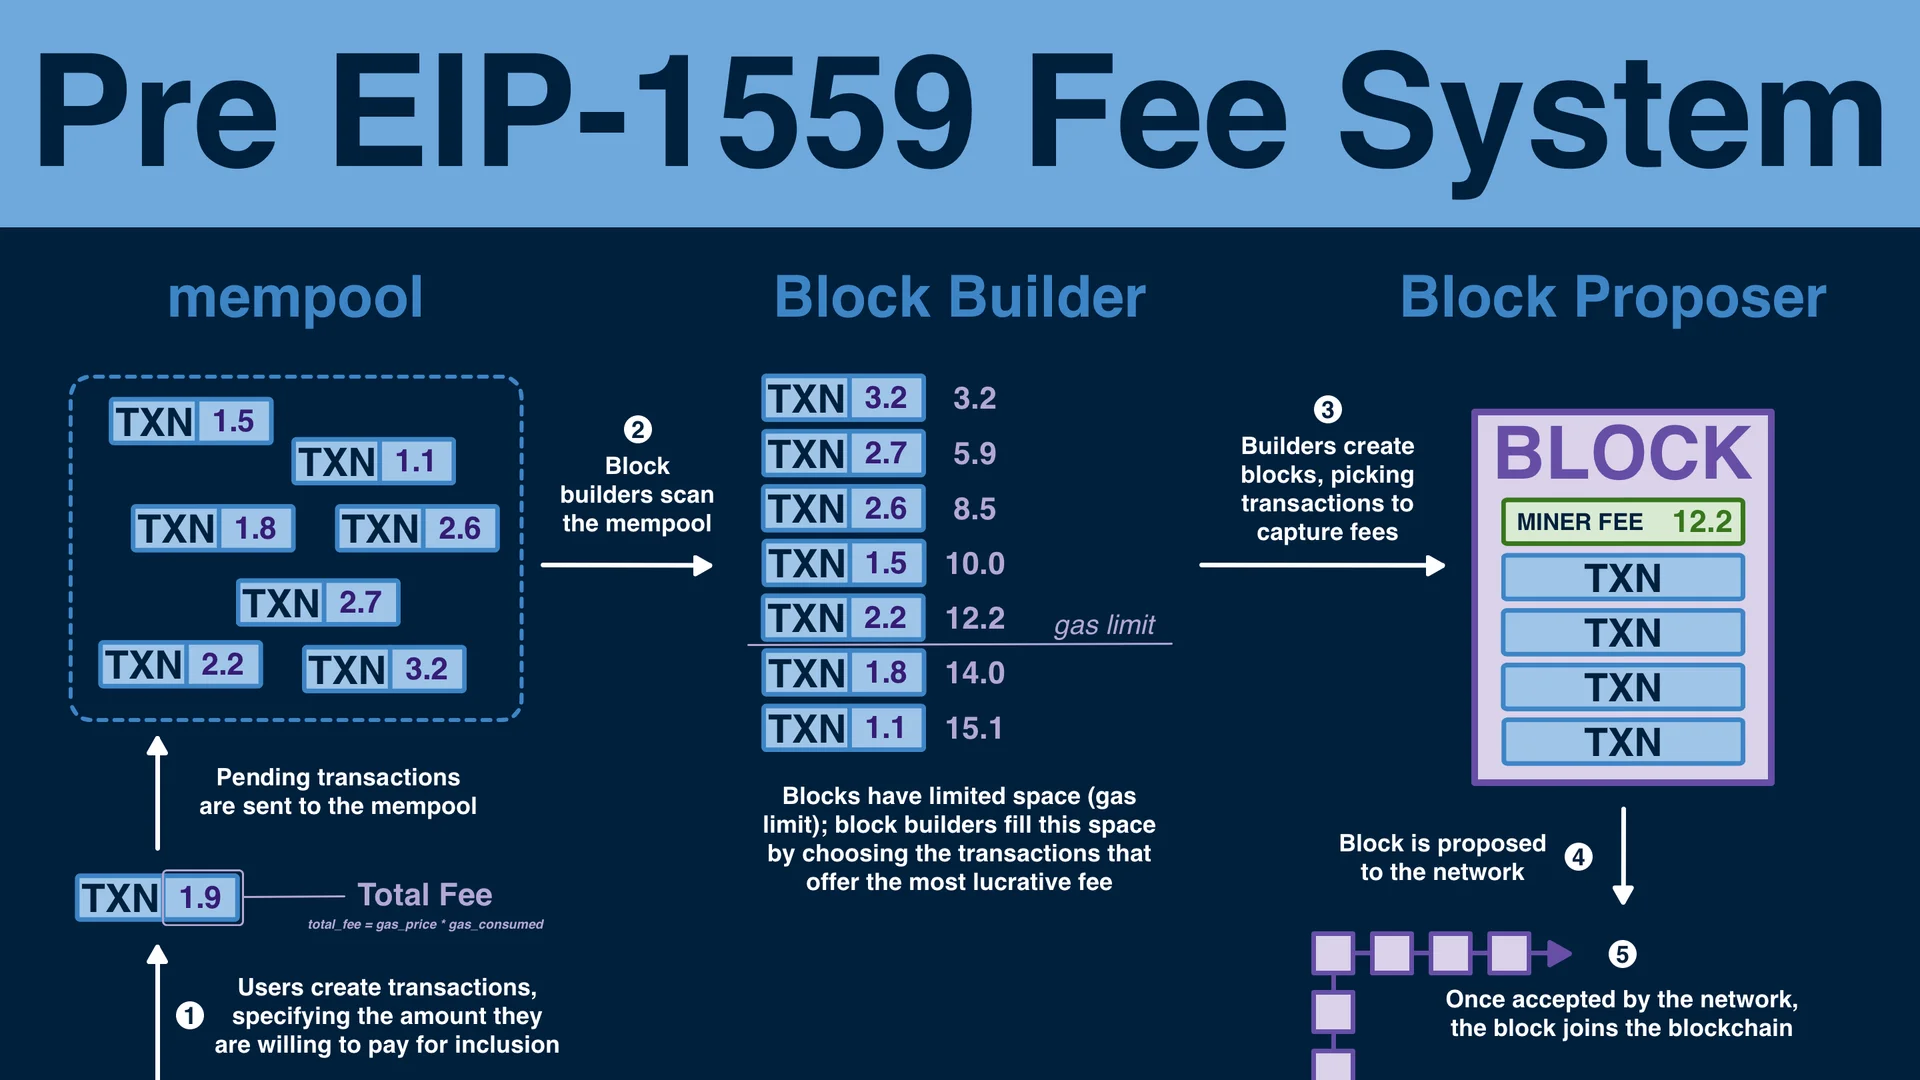 Pre EIP-1559 Fee System
mempool
TXN 1.5
TXN 1.1
TXN 1.8
TXN 2.6
TXN 2.7
TXN 2.2
TXN 3.2
Pending transactions
are sent to the mempool
TXN 1.9
Total Fee
total_fee = gas_price * gas_consumed
1
Users create transactions,
specifying the amount they
are willing to pay for inclusion
2
Block
builders scan
the mempool
Block Builder
TXN 3.2 3.2
TXN 2.7 5.9
TXN 2.6 8.5
TXN 1.5 10.0
TXN 2.2 12.2
gas limit
TXN 1.8 14.0
TXN 1.1 15.1
Blocks have limited space (gas
limit); block builders fill this space
by choosing the transactions that
offer the most lucrative fee
3
Builders create
blocks, picking
transactions to
capture fees
Block Proposer
BLOCK
MINER FEE 12.2
TXN
TXN
TXN
TXN
Block is proposed
to the network
4
5
Once accepted by the network,
the block joins the blockchain